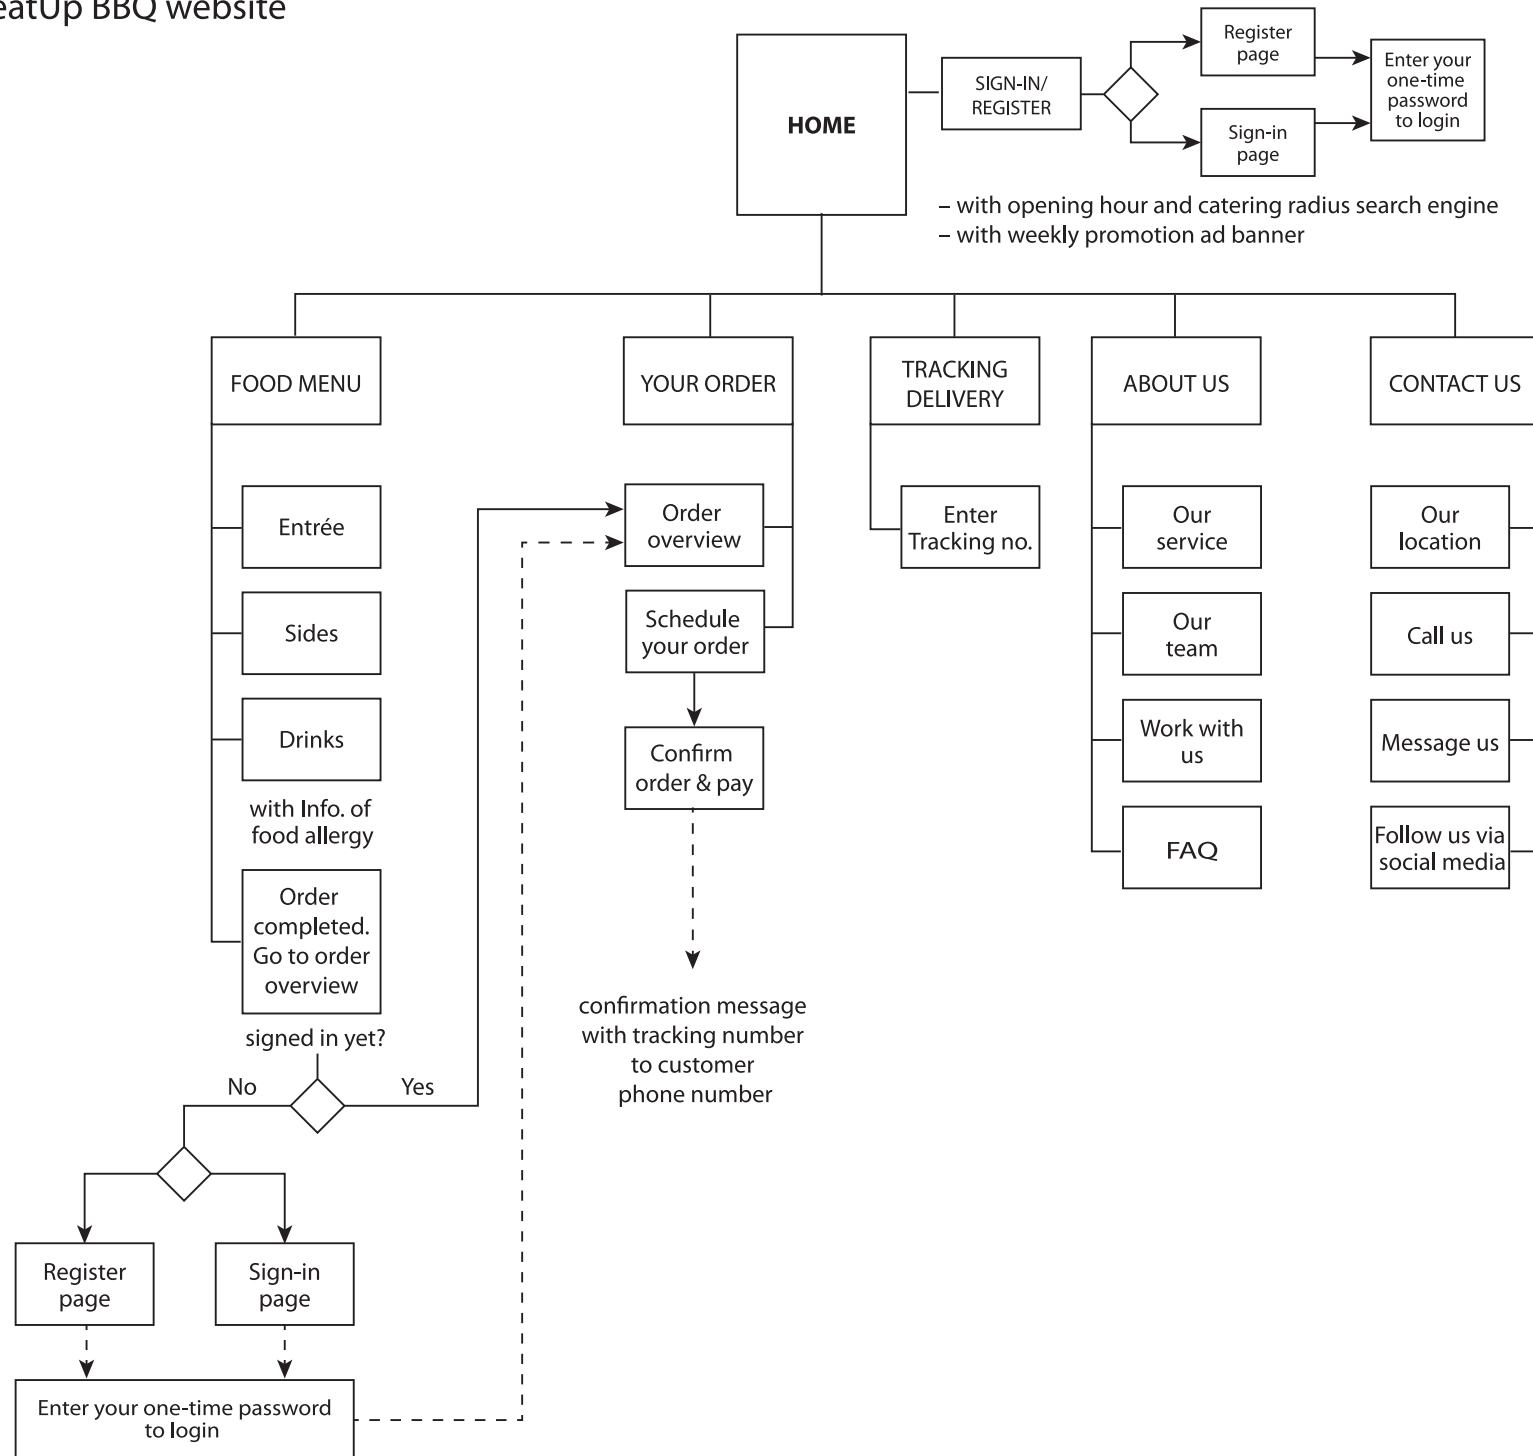 BBQ website
HOME
SIGN-IN/
REGISTER
Register
page
Sign-in
page
Enter your
one-time
password
to login
– with opening hour and catering radius search engine
– with weekly promotion ad banner
FOOD MENU
YOUR ORDER
TRACKING
DELIVERY
ABOUT US
CONTACT US
Entrée
Sides
Drinks
with Info. of
food allergy
Order
completed.
Go to order
overview
signed in yet?
No
Yes
Register
page
Sign-in
page
Enter your one-time password
to login
Order
overview
Schedule
your order
Confirm
order & pay
confirmation message
with tracking number
to customer
phone number
Enter
Tracking no.
Our
service
Our
team
Work with
us
FAQ
Our
location
Call us
Message us
Follow us via
social media